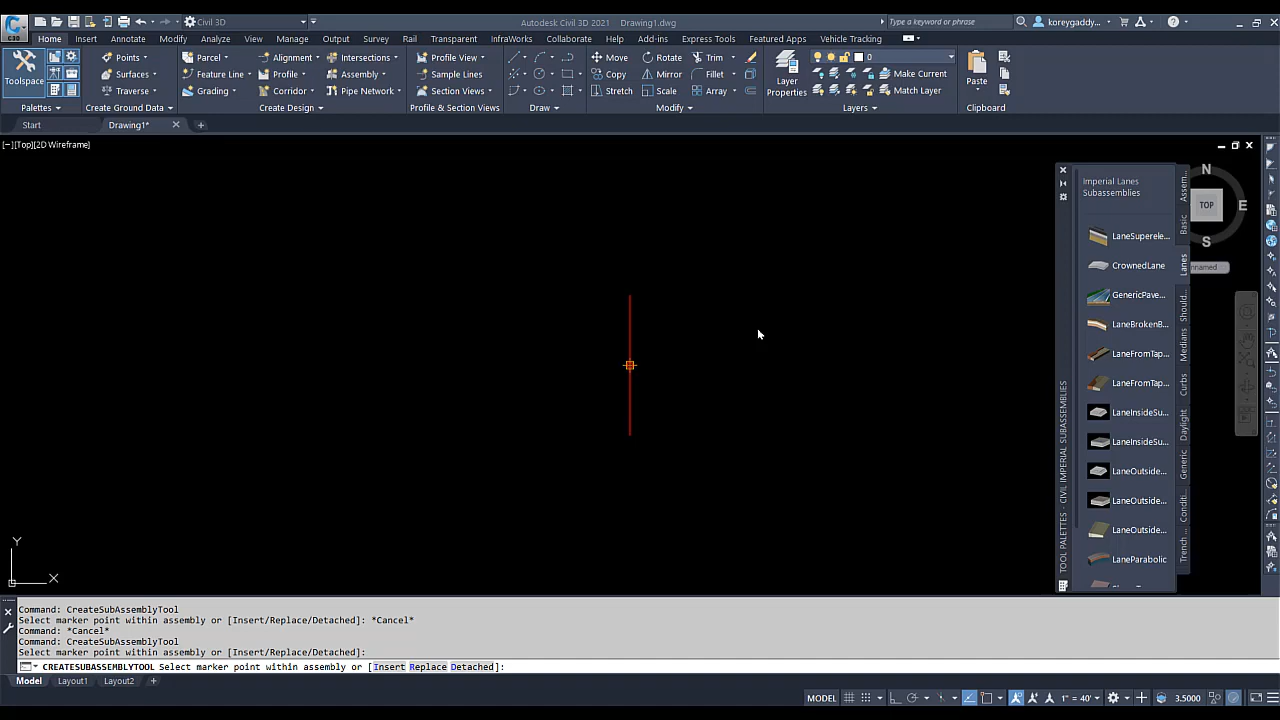 Civil 3D
Autodesk Civil 3D 2021 Drawing1.dwg
Type a keyword or phrase
koreygaddy...
C3D
Home Insert Annotate Modify Analyze View Manage Output Survey Rail Transparent InfraWorks Collaborate Help Add-ins Express Tools Featured Apps Vehicle Tracking
Toolspace
Points
Surfaces
Traverse
Parcel
Feature Line
Grading
Alignment
Profile
Corridor
Intersections
Assembly
Pipe Network
Profile View
Sample Lines
Section Views
Move
Copy
Stretch
Rotate
Mirror
Scale
Trim
Fillet
Array
Layer
Properties
0
Make Current
Match Layer
Paste
Palettes Create Ground Data Create Design Profile & Section Views Draw Modify Layers Clipboard
Start Drawing1*
[−][Top][2D Wireframe]
Imperial Lanes
Subassemblies
LaneSuperele...
CrownedLane
GenericPave...
LaneBrokenB...
LaneFromTap...
LaneFromTap...
LaneInsideSu...
LaneInsideSu...
LaneOutside...
LaneOutside...
LaneOutside...
LaneParabolic
Assem...
Basic
Lanes
Should...
Medians
Curbs
Daylight
Generic
Conditi...
Trench ...
TOOL PALETTES - CIVIL IMPERIAL SUBASSEMBLIES
N
TOP
E
S
nnamed
Y
X
Command: CreateSubAssemblyTool
Select marker point within assembly or [Insert/Replace/Detached]: *Cancel*
Command: *Cancel*
Command: CreateSubAssemblyTool
Select marker point within assembly or [Insert/Replace/Detached]:
CREATESUBASSEMBLYTOOL Select marker point within assembly or [Insert Replace Detached]:
Model Layout1 Layout2
MODEL
1" = 40'
3.5000